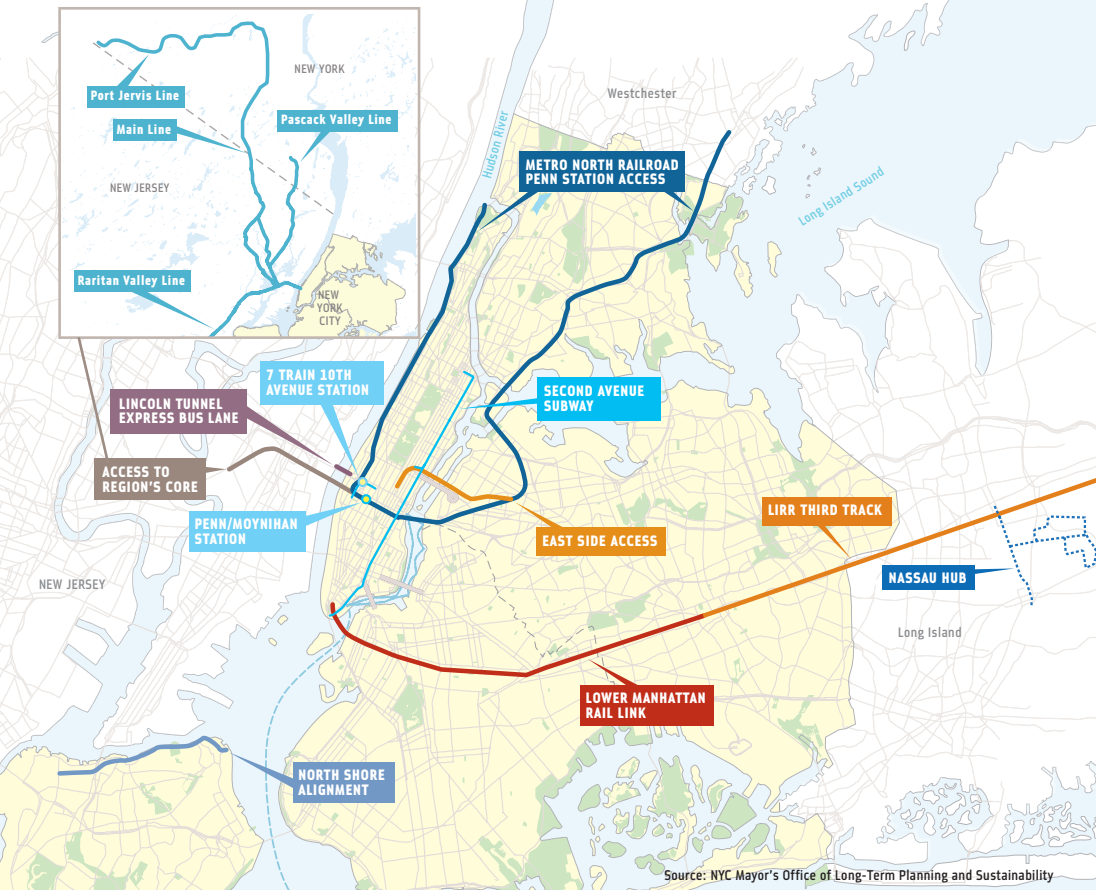 NEW YORK
Port Jervis Line
Main Line
Pascack Valley Line
NEW JERSEY
Raritan Valley Line
NEW
YORK
CITY
Westchester
Hudson River
Long Island Sound
METRO NORTH RAILROAD
PENN STATION ACCESS
7 TRAIN 10TH
AVENUE STATION
LINCOLN TUNNEL
EXPRESS BUS LANE
SECOND AVENUE
SUBWAY
ACCESS TO
REGION'S CORE
PENN/MOYNIHAN
STATION
EAST SIDE ACCESS
LIRR THIRD TRACK
NASSAU HUB
NEW JERSEY
Long Island
LOWER MANHATTAN
RAIL LINK
NORTH SHORE
ALIGNMENT
Source: NYC Mayor's Office of Long-Term Planning and Sustainability